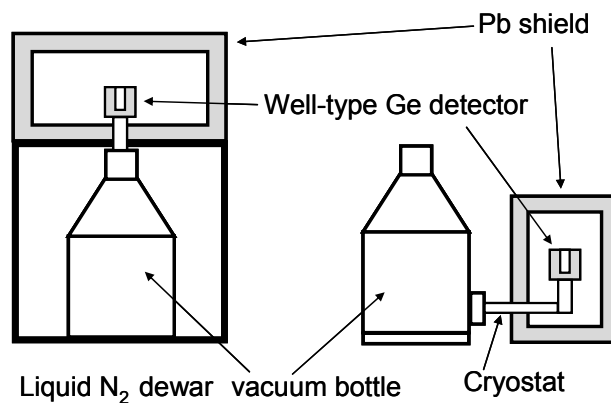 Pb shield
Well-type Ge detector
Liquid N₂ dewar vacuum bottle
Cryostat